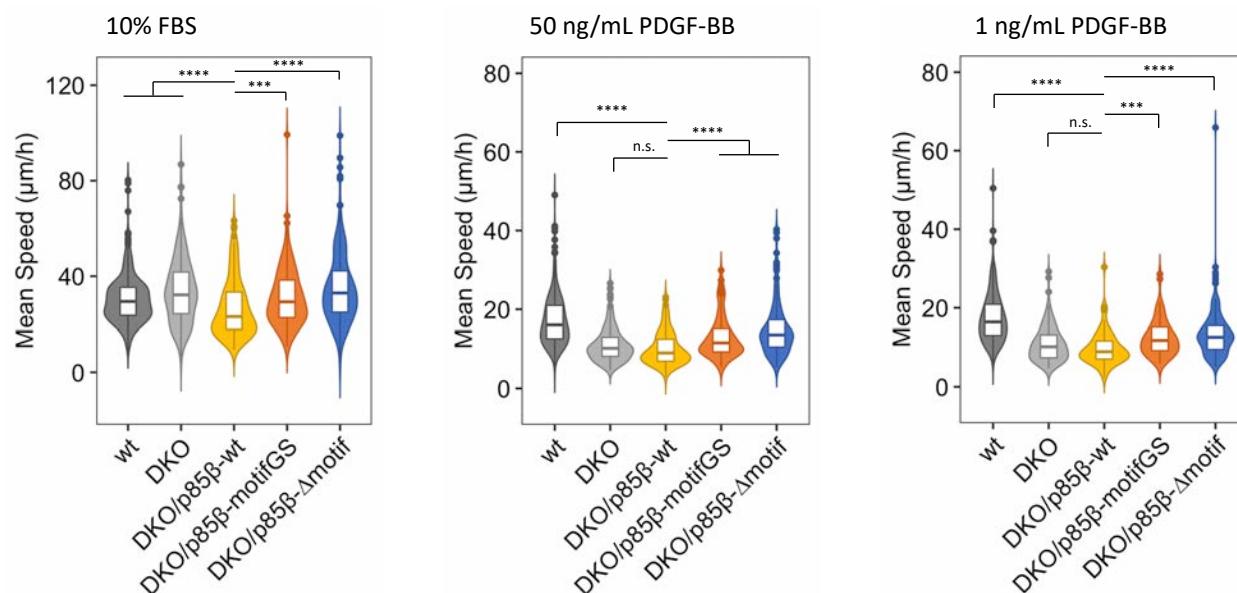 10% FBS
Mean Speed (µm/h)
120
80
40
0
****
****
***
wt
DKO
DKO/p85β-wt
DKO/p85β-motifGS
DKO/p85β-Δmotif
50 ng/mL PDGF-BB
Mean Speed (µm/h)
80
60
40
20
0
****
****
n.s.
wt
DKO
DKO/p85β-wt
DKO/p85β-motifGS
DKO/p85β-Δmotif
1 ng/mL PDGF-BB
Mean Speed (µm/h)
80
60
40
20
0
****
****
***
n.s.
wt
DKO
DKO/p85β-wt
DKO/p85β-motifGS
DKO/p85β-Δmotif